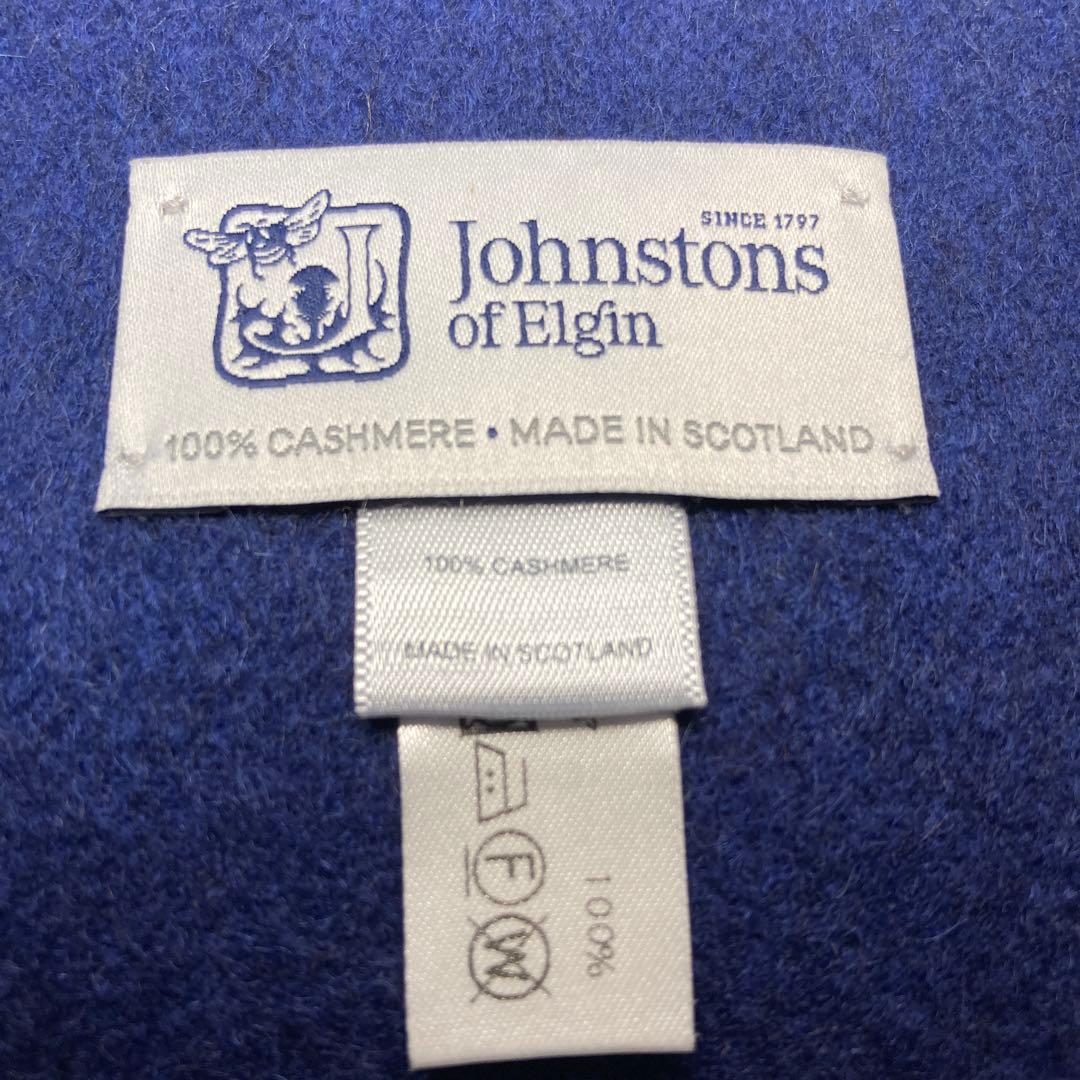 SINCE 1797
Johnstons
of Elgin
100% CASHMERE • MADE IN SCOTLAND
100% CASHMERE
MADE IN SCOTLAND
F
W
100%